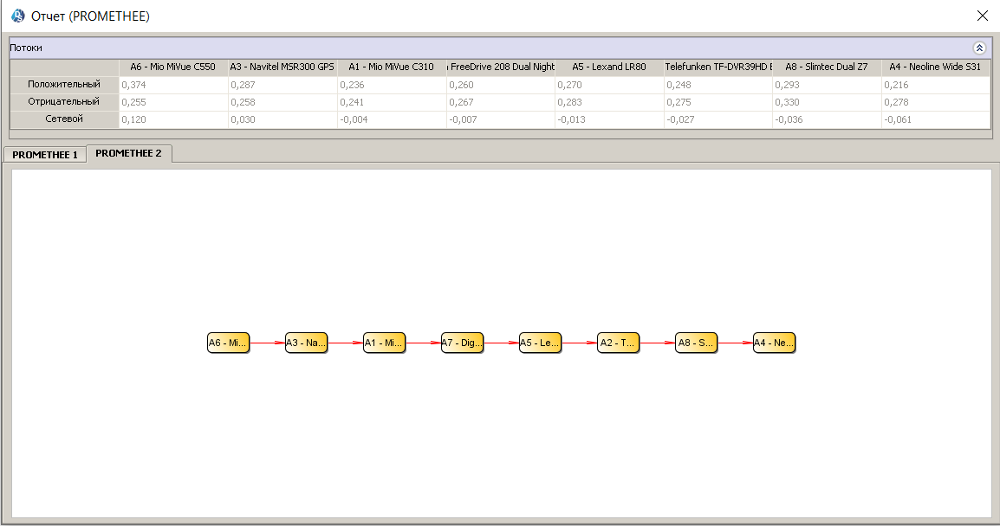 Отчет (PROMETHEE)
Потоки
A6 - Mio MiVue C550 A3 - Navitel MSR300 GPS A1 - Mio MiVue C310 FreeDrive 208 Dual Night A5 - Lexand LR80 Telefunken TF-DVR39HD A8 - Slimtec Dual Z7 A4 - Neoline Wide S31
Положительный 0,374 0,287 0,236 0,260 0,270 0,248 0,293 0,216
Отрицательный 0,255 0,258 0,241 0,267 0,283 0,275 0,330 0,278
Сетевой 0,120 0,030 -0,004 -0,007 -0,013 -0,027 -0,036 -0,061
PROMETHEE 1 PROMETHEE 2
A6 - Mi... A3 - Na... A1 - Mi... A7 - Dig... A5 - Le... A2 - T... A8 - S... A4 - Ne...